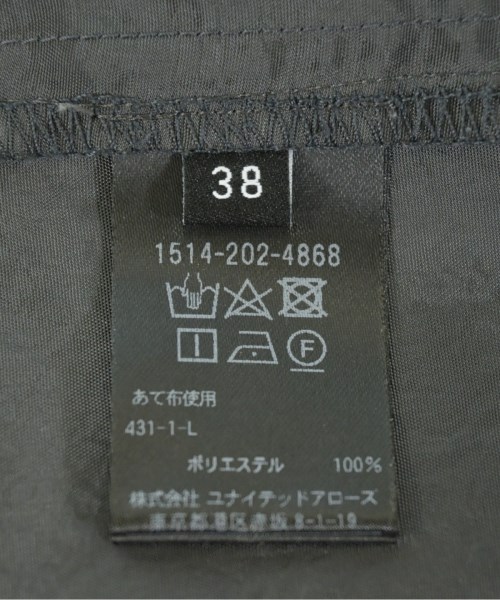 38
1514-202-4868
F
あて布使用
431-1-L
ポリエステル 100%
株式会社 ユナイテッドアローズ
東京都港区赤坂8-1-19